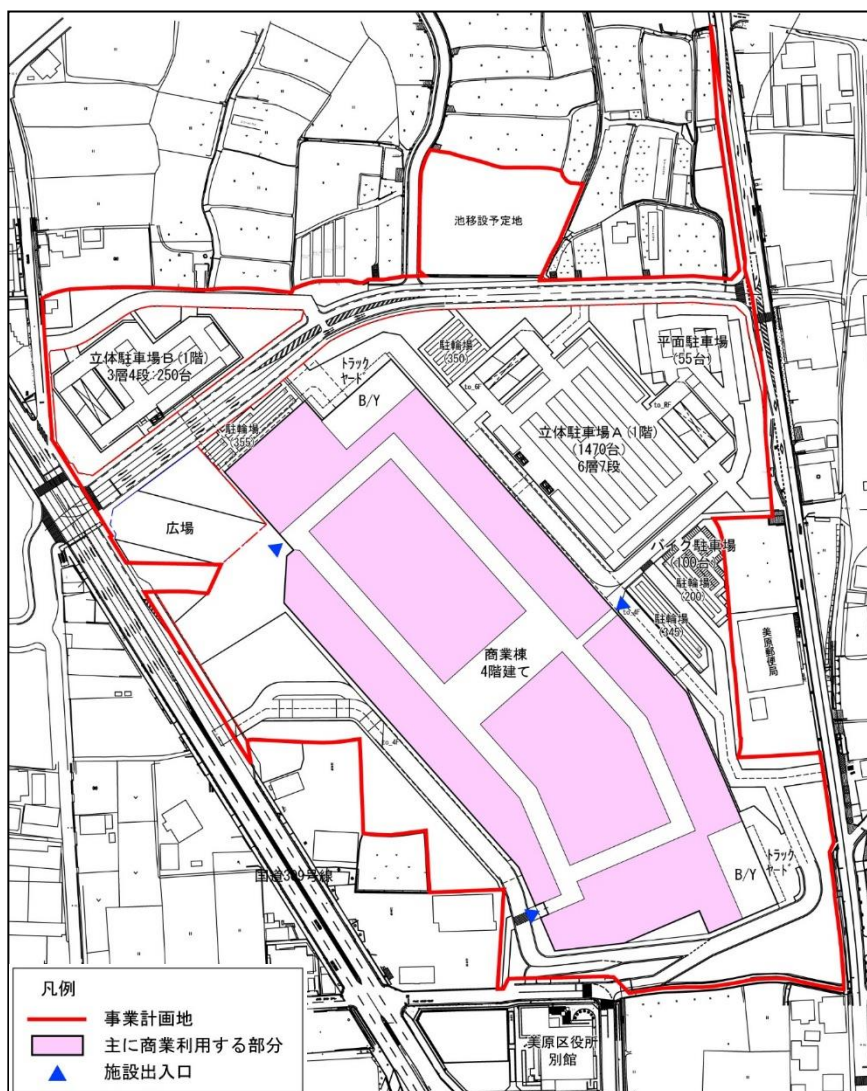 池移設予定地
立体駐車場B(1階)
3層4段:250台
トラック
ヤード
B/Y
駐輪場
(350)
平面駐車場
(55台)
立体駐車場A(1階)
(1470台)
6層7段
駐輪場
(355)
広場
バイク駐車場
(100台)
駐輪場
(200)
駐輪場
(345)
美原郵便局
商業棟
4階建て
国道309号線
トラック
ヤード
B/Y
美原区役所
別館
凡例
事業計画地
主に商業利用する部分
施設出入口